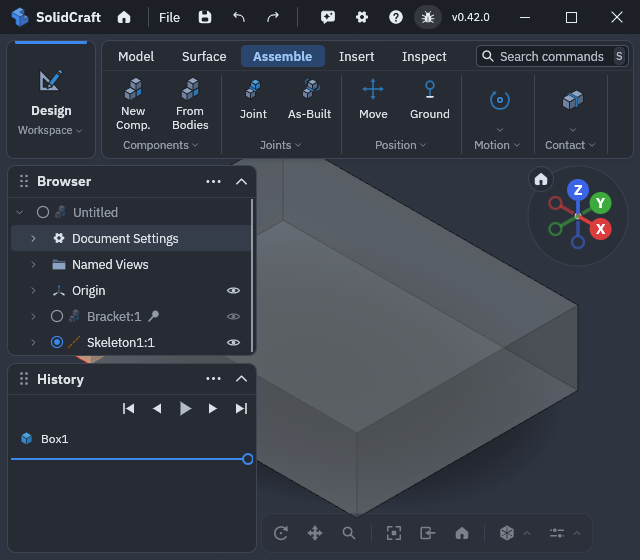 SolidCraft File v0.42.0
Model Surface Assemble Insert Inspect Search commands S
Design
Workspace
New Comp.
From Bodies
Joint
As-Built
Move
Ground
Components Joints Position Motion Contact
Browser
Untitled
Document Settings
Named Views
Origin
Bracket:1
Skeleton1:1
Z
Y
X
History
Box1